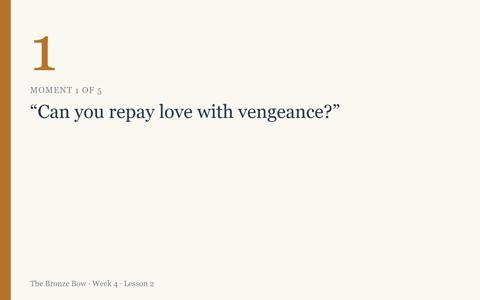 1
MOMENT 1 OF 5
“Can you repay love with vengeance?”
The Bronze Bow · Week 4 · Lesson 2